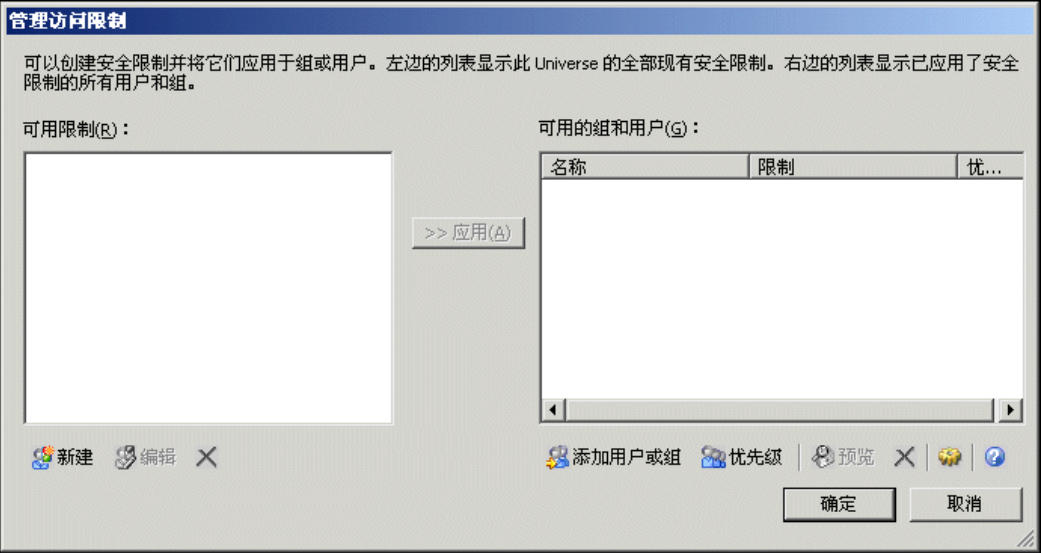 管理访问限制
可以创建安全限制并将它们应用于组或用户。左边的列表显示此 Universe 的全部现有安全限制。右边的列表显示已应用了安全
限制的所有用户和组。
可用限制(R)：
可用的组和用户(G)：
名称 限制 优...
>> 应用(A)
新建 编辑 添加用户或组 优先级 预览
确定 取消